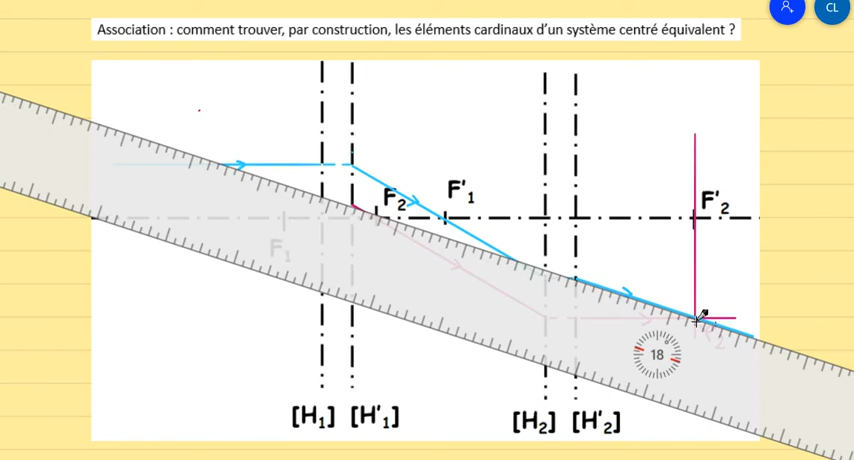 CL
Association : comment trouver, par construction, les éléments cardinaux d'un système centré équivalent ?
F₂ F'₁ F'₂
F₁
18
[H₁] [H'₁] [H₂] [H'₂]